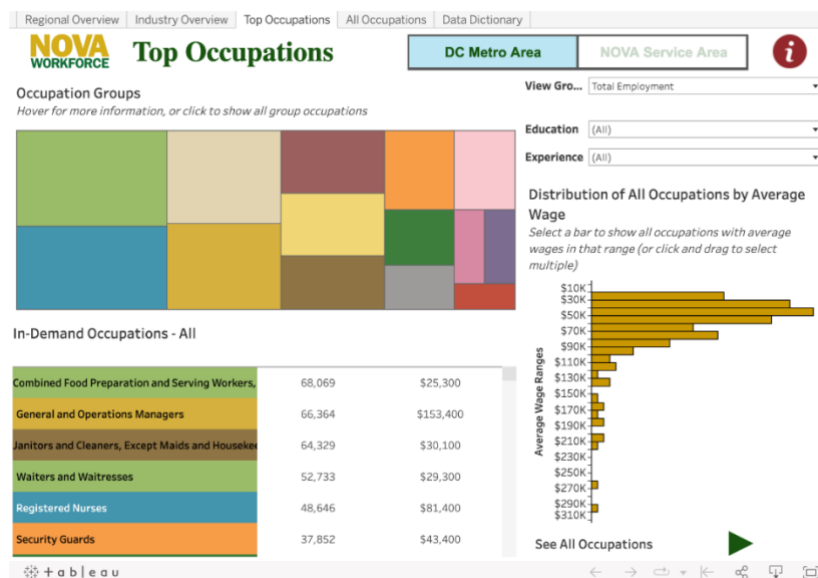 Regional Overview Industry Overview Top Occupations All Occupations Data Dictionary
NOVA
WORKFORCE
Top Occupations
DC Metro Area
NOVA Service Area
i
Occupation Groups
Hover for more information, or click to show all group occupations
View Gro... Total Employment
Education (All)
Experience (All)
In-Demand Occupations - All
Combined Food Preparation and Serving Workers, 68,069 $25,300
General and Operations Managers 66,364 $153,400
Janitors and Cleaners, Except Maids and Housekee 64,329 $30,100
Waiters and Waitresses 52,733 $29,300
Registered Nurses 48,646 $81,400
Security Guards 37,852 $43,400
Distribution of All Occupations by Average
Wage
Select a bar to show all occupations with average
wages in that range (or click and drag to select
multiple)
Average Wage Ranges
$10K
$30K
$50K
$70K
$90K
$110K
$130K
$150K
$170K
$190K
$210K
$230K
$250K
$270K
$290K
$310K
See All Occupations
+ableau